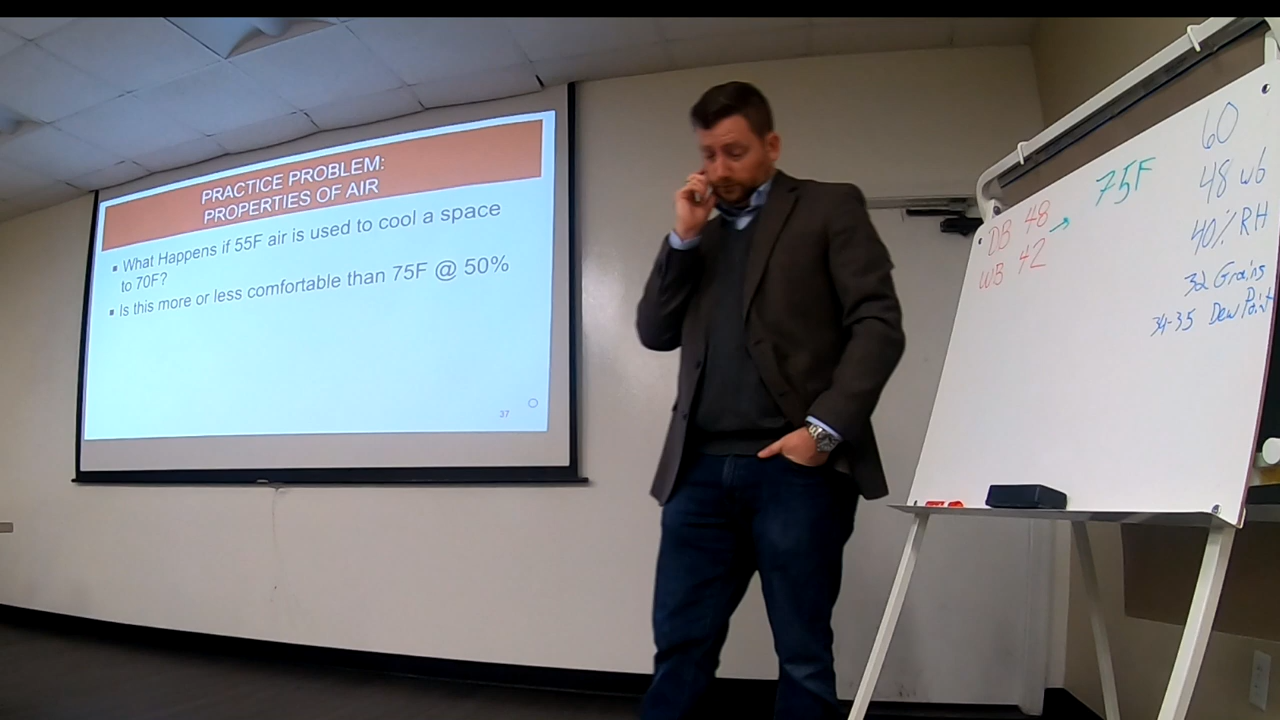 PRACTICE PROBLEM:
PROPERTIES OF AIR
▪ What Happens if 55F air is used to cool a space
to 70F?
▪ Is this more or less comfortable than 75F @ 50%
37
DB 48 →
WB 42
75F
60
48 wb
40% RH
32 Grains
34-35 Dew Point